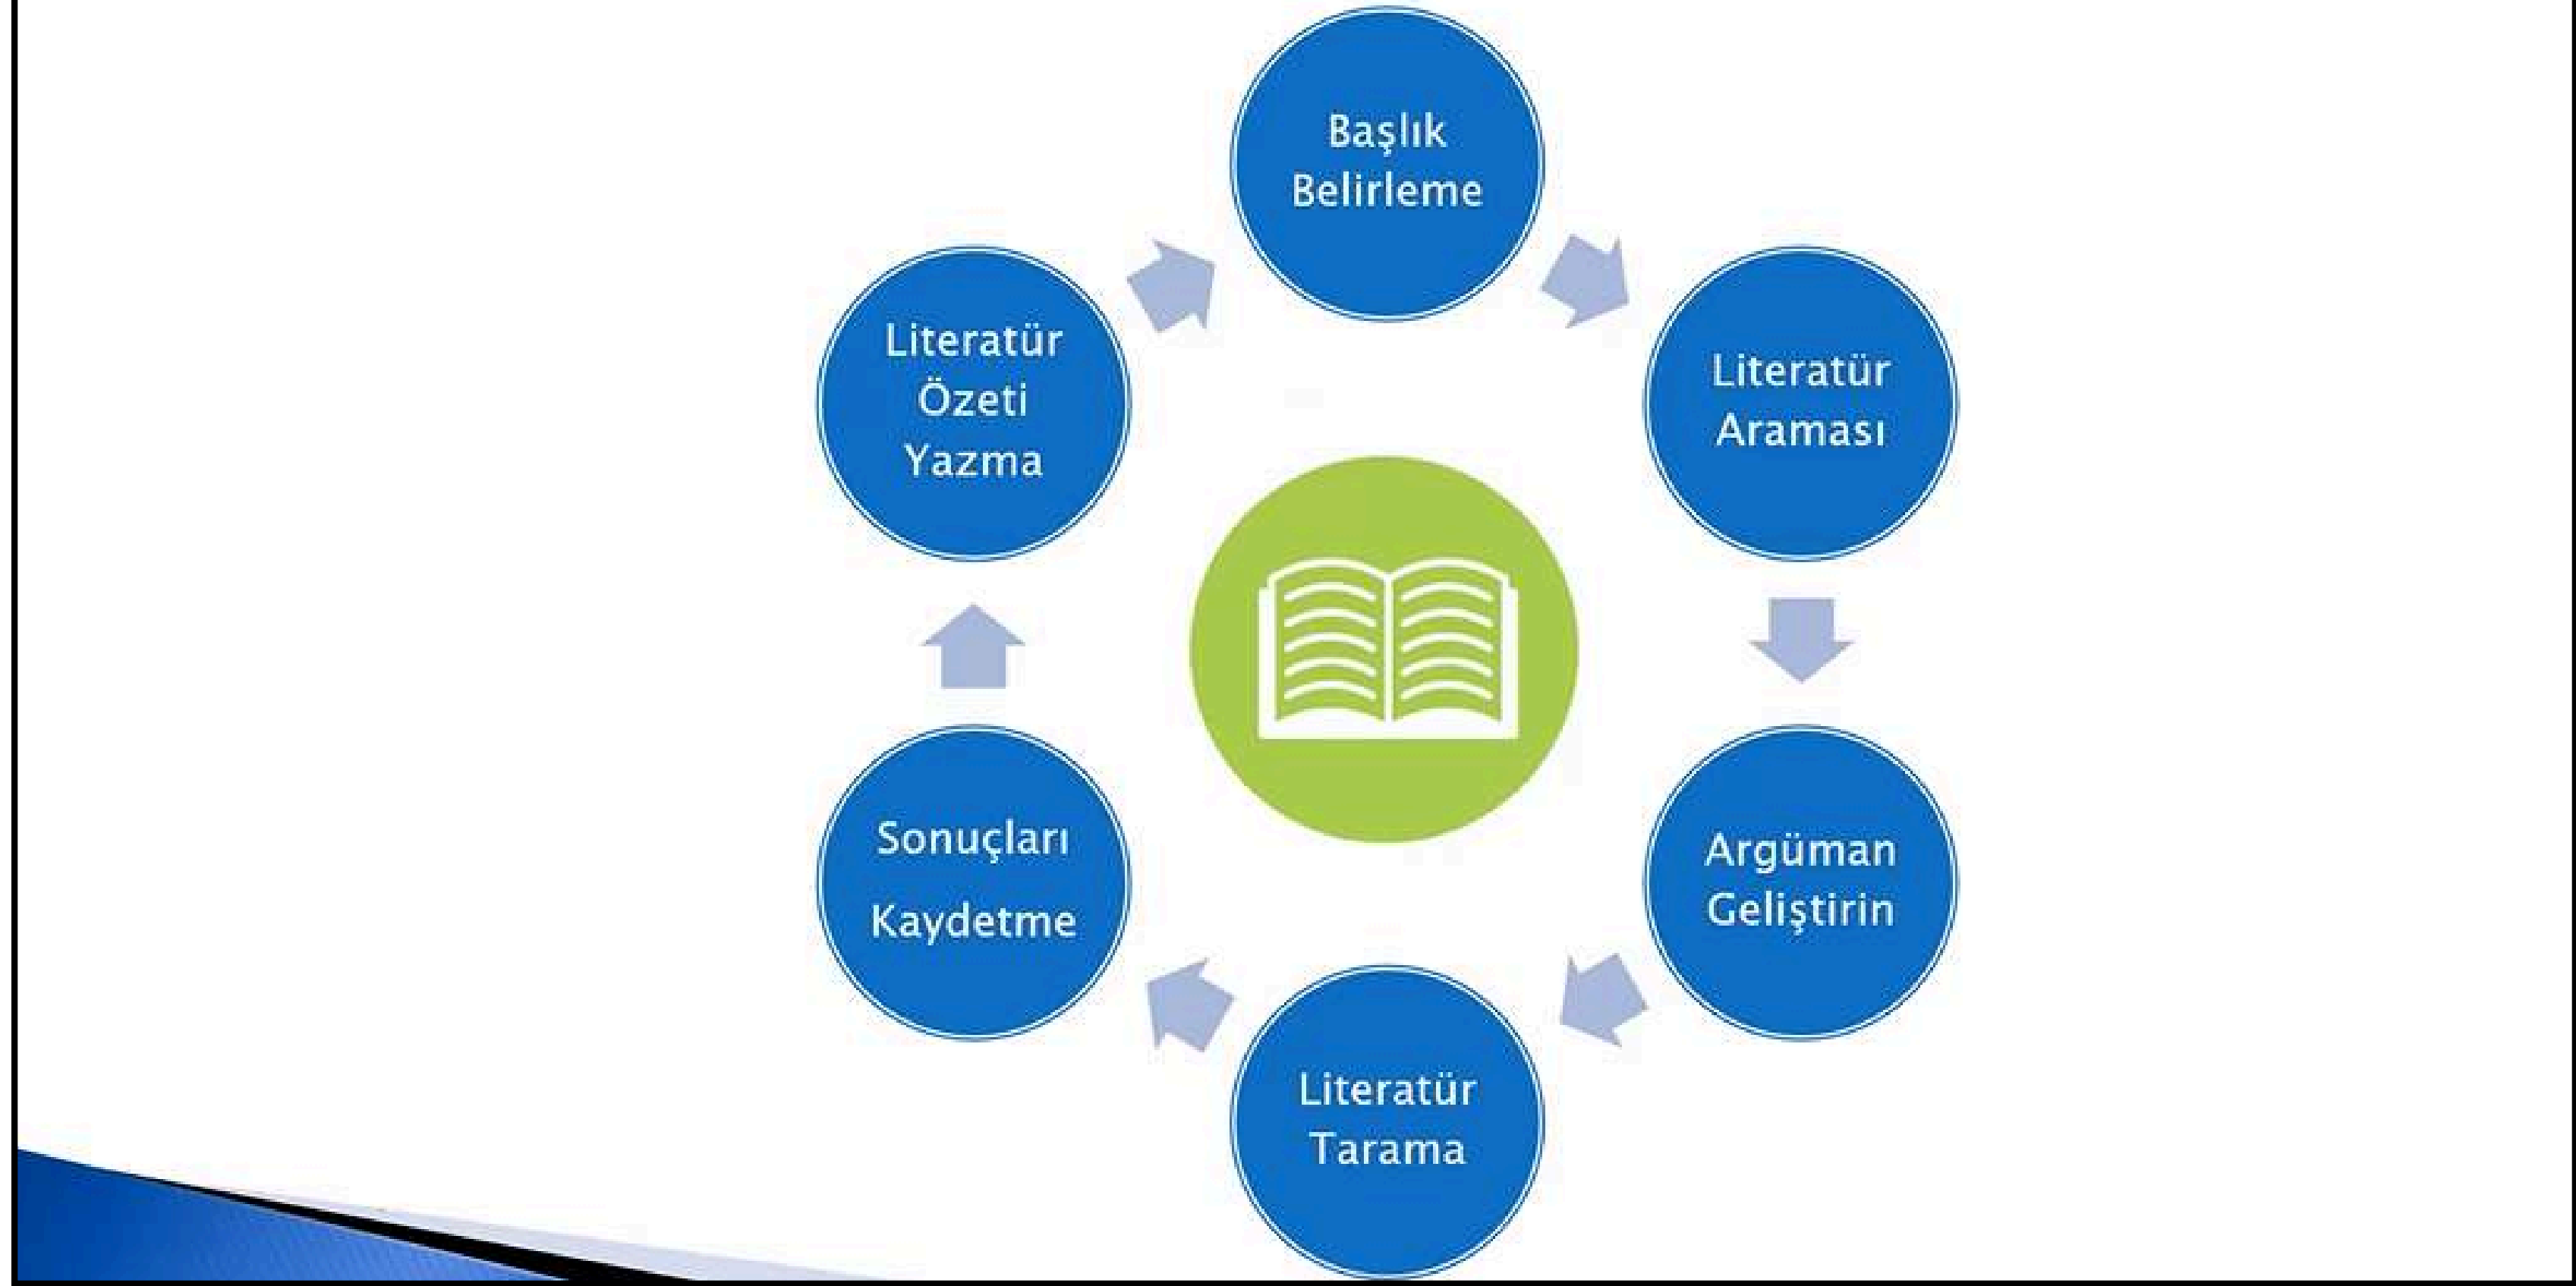 Başlık
Belirleme
Literatür
Araması
Argüman
Geliştirin
Literatür
Tarama
Sonuçları
Kaydetme
Literatür
Özeti
Yazma